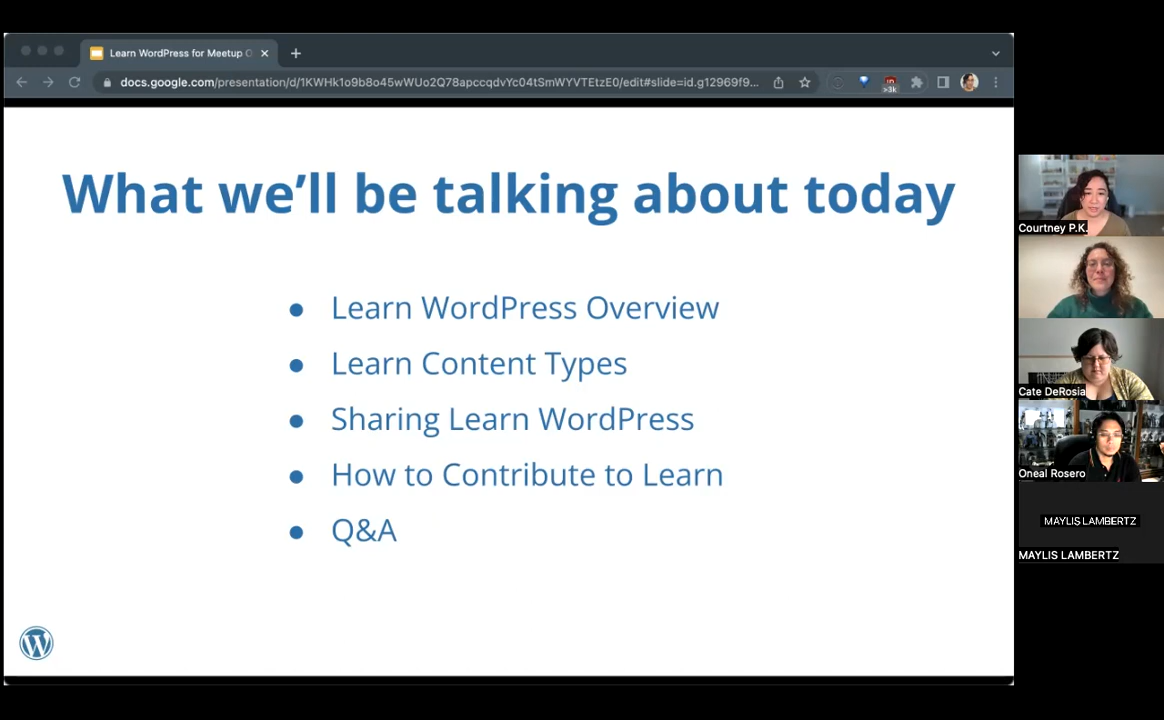 Learn WordPress for Meetup O
docs.google.com/presentation/d/1KWHk1o9b8o45wWUo2Q78apccqdvYc04tSmWYVTEtzE0/edit#slide=id.g12969f9...
>3k
What we’ll be talking about today
● Learn WordPress Overview
● Learn Content Types
● Sharing Learn WordPress
● How to Contribute to Learn
● Q&A
Courtney P.K.
Cate DeRosia
Oneal Rosero
MAYLIS LAMBERTZ
MAYLIS LAMBERTZ